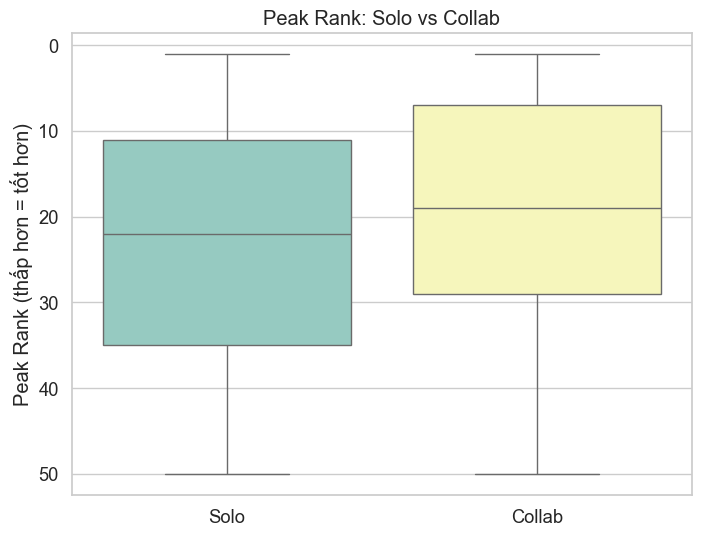 Peak Rank: Solo vs Collab
Peak Rank (thấp hơn = tốt hơn)
0
10
20
30
40
50
Solo
Collab